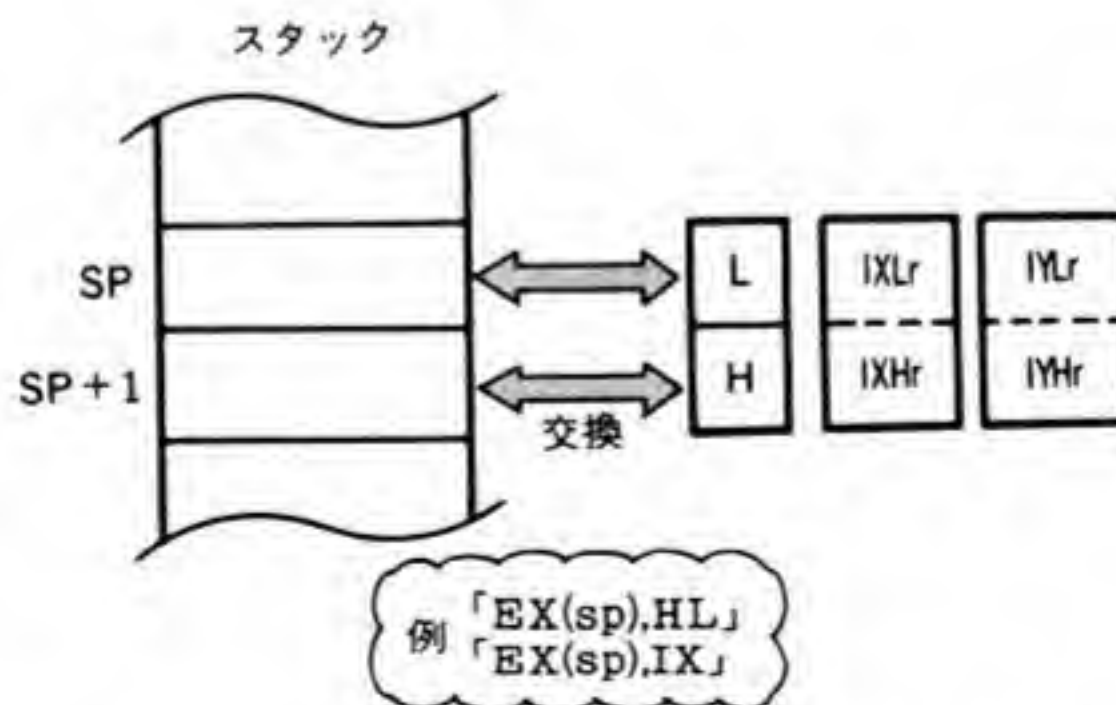 スタック
SP
L
IXLr
IYLr
SP+1
H
IXHr
IYHr
交換
例「EX(sp),HL」
「EX(sp),IX」